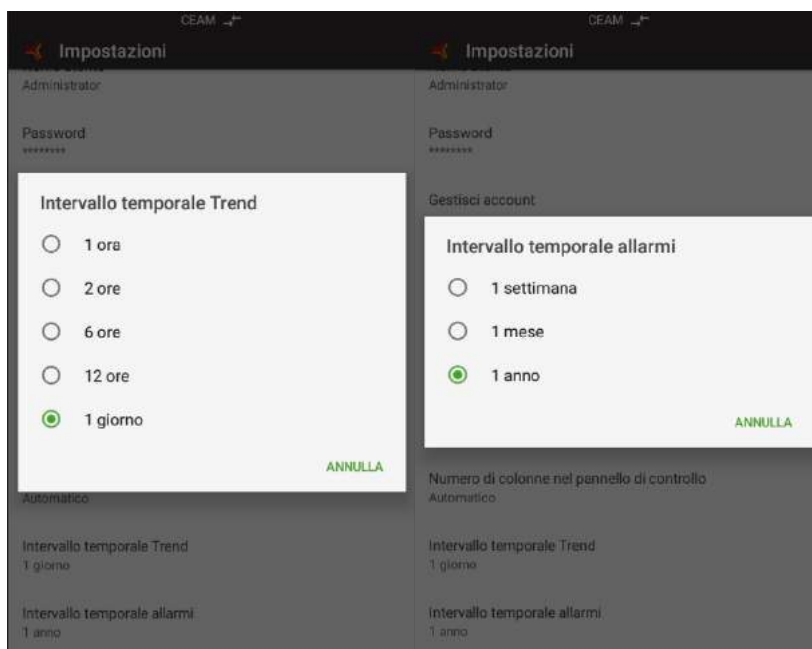 CEAM
Impostazioni
Administrator
Password
********
Intervallo temporale Trend
1 ora
2 ore
6 ore
12 ore
1 giorno
ANNULLA
Automatico
Intervallo temporale Trend
1 giorno
Intervallo temporale allarmi
1 anno
CEAM
Impostazioni
Administrator
Password
********
Gestisci account
Intervallo temporale allarmi
1 settimana
1 mese
1 anno
ANNULLA
Numero di colonne nel pannello di controllo
Automatico
Intervallo temporale Trend
1 giorno
Intervallo temporale allarmi
1 anno